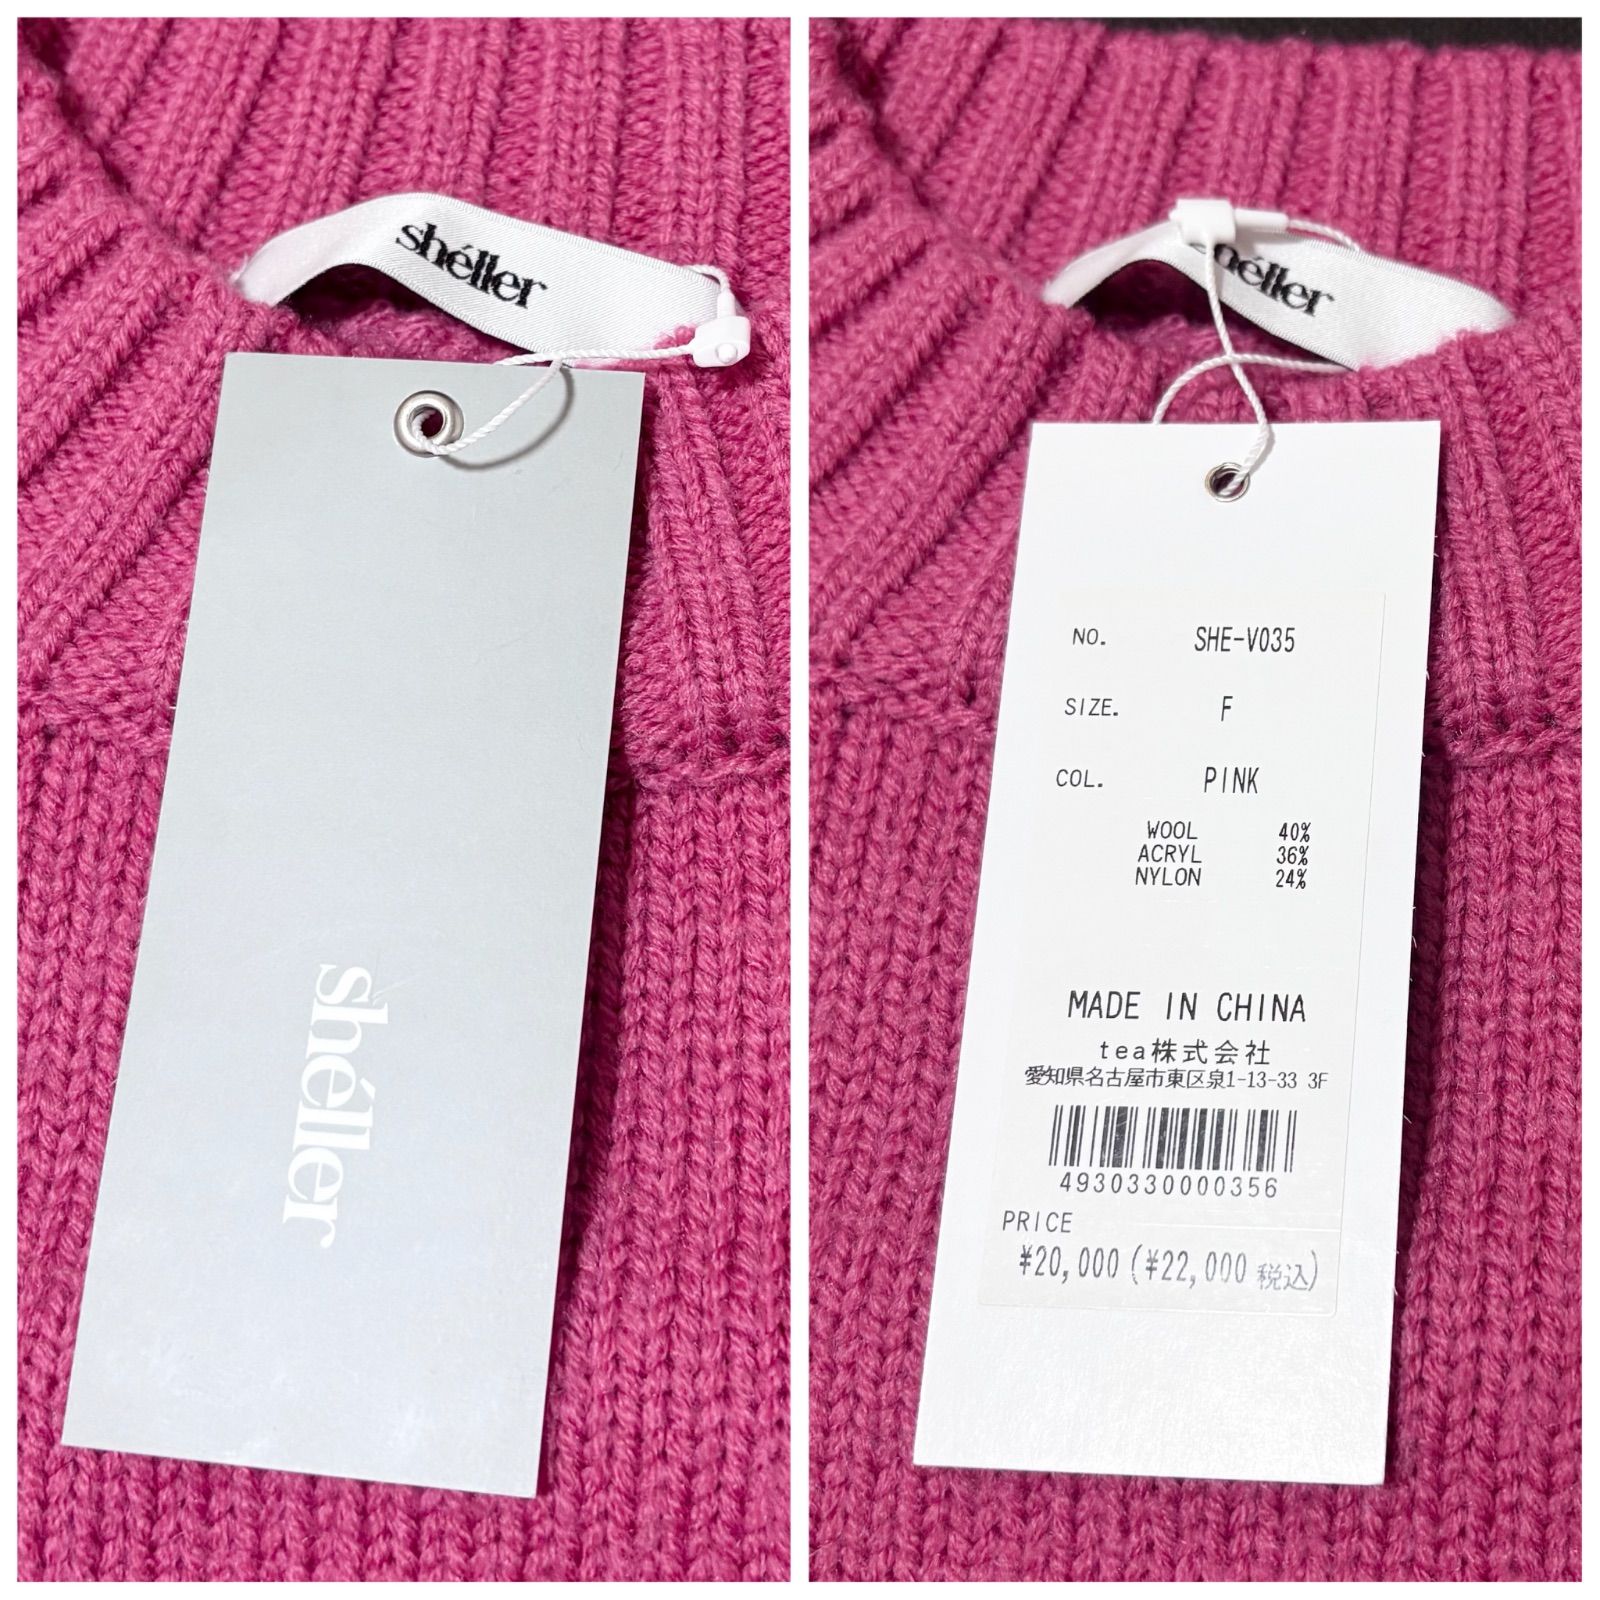 shéller
shéller
shéller
NO. SHE-V035
SIZE. F
COL. PINK
WOOL 40%
ACRYL 36%
NYLON 24%
MADE IN CHINA
tea株式会社
愛知県名古屋市東区泉1-13-33 3F
4930330000356
PRICE
¥20,000(¥22,000 税込)